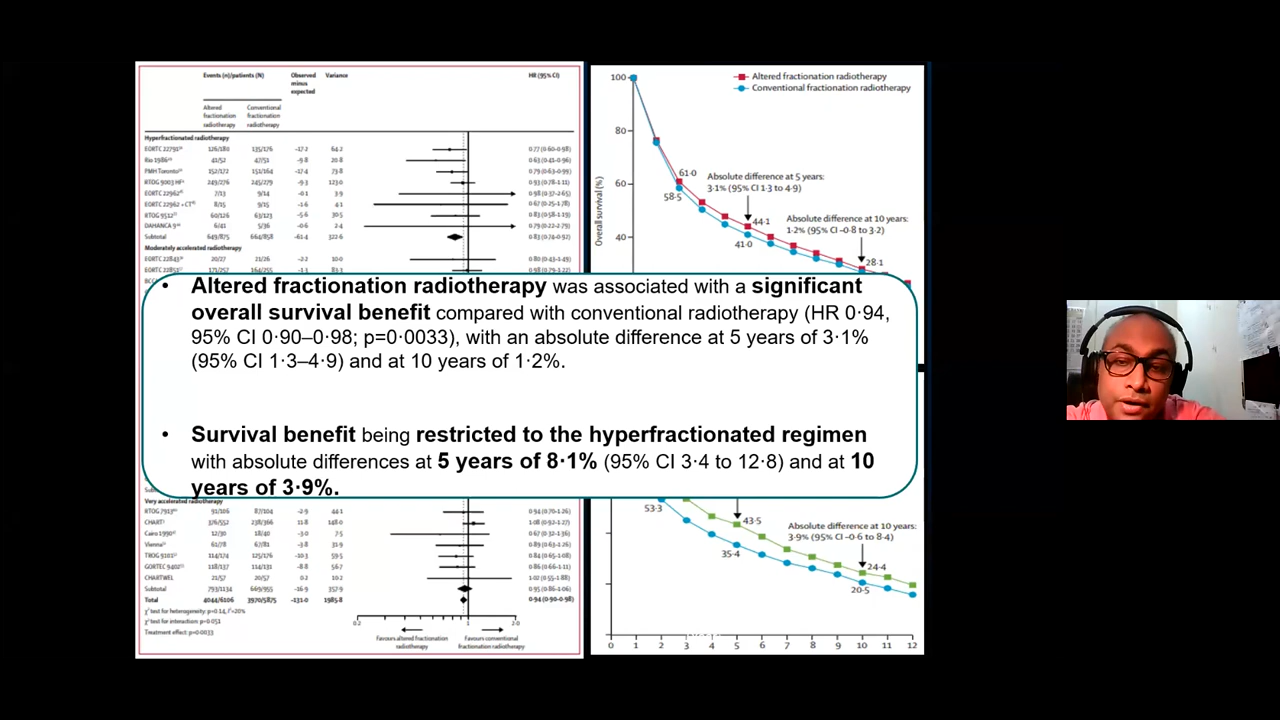 Events (n)/patients (N) Observed minus expected Variance HR (95% CI)
Altered fractionation radiotherapy Conventional fractionation radiotherapy
Hyperfractionated radiotherapy
EORTC 22791 126/180 135/176 -17·2 64·2 0·77 (0·60-0·98)
Rio 1986 41/52 47/51 -9·8 20·8 0·63 (0·41-0·96)
PMH Toronto 152/172 151/164 -17·4 73·8 0·79 (0·63-0·99)
RTOG 9003 HF 249/276 245/279 -9·3 123·0 0·93 (0·78-1·11)
EORTC 22962 7/13 9/14 -0·1 3·9 0·98 (0·37-2·65)
EORTC 22962 + CT 8/15 9/15 -1·6 4·1 0·67 (0·25-1·78)
RTOG 9512 60/126 63/123 -5·6 30·5 0·83 (0·58-1·19)
DAHANCA 9 6/41 5/36 -0·6 2·4 0·79 (0·22-2·79)
Subtotal 649/875 664/858 -61·4 322·6 0·83 (0·74-0·92)
Moderately accelerated radiotherapy
EORTC 22843 20/27 21/26 -2·2 10·0 0·80 (0·43-1·49)
EORTC 22851 171/257 164/255 -1·3 83·3 0·98 (0·79-1·22)
Altered fractionation radiotherapy
Conventional fractionation radiotherapy
Overall survival (%)
100
80
60
40
61·0
58·5
Absolute difference at 5 years:
3·1% (95% CI 1·3 to 4·9)
44·1
41·0
Absolute difference at 10 years:
1·2% (95% CI -0·8 to 3·2)
28·1
• Altered fractionation radiotherapy was associated with a significant
overall survival benefit compared with conventional radiotherapy (HR 0·94,
95% CI 0·90–0·98; p=0·0033), with an absolute difference at 5 years of 3·1%
(95% CI 1·3–4·9) and at 10 years of 1·2%.
• Survival benefit being restricted to the hyperfractionated regimen
with absolute differences at 5 years of 8·1% (95% CI 3·4 to 12·8) and at 10
years of 3·9%.
Very accelerated radiotherapy
RTOG 7913 91/106 87/104 -2·9 44·1 0·94 (0·70-1·26)
CHART 376/552 238/366 11·8 148·0 1·08 (0·92-1·27)
Cairo 1990 12/30 18/40 -3·0 7·5 0·67 (0·32-1·36)
Vienna 61/78 67/81 -3·8 31·9 0·89 (0·63-1·26)
TROG 9101 114/174 125/176 -10·3 59·5 0·84 (0·65-1·08)
GORTEC 9402 118/137 114/131 -8·8 56·7 0·86 (0·66-1·11)
CHARTWEL 21/57 20/57 0·2 10·2 1·02 (0·55-1·88)
Subtotal 793/1134 669/955 -16·9 357·9 0·95 (0·86-1·06)
Total 4044/6106 3970/5875 -131·0 1985·8 0·94 (0·90-0·98)
χ² test for heterogeneity: p=0·14, I²=20%
χ² test for interaction: p=0·051
Treatment effect: p=0·0033
0·2 1 2·0
Favours altered fractionation radiotherapy
Favours conventional fractionation radiotherapy
53·3
43·5
35·4
Absolute difference at 10 years:
3·9% (95% CI -0·6 to 8·4)
24·4
20·5
0 1 2 3 4 5 6 7 8 9 10 11 12